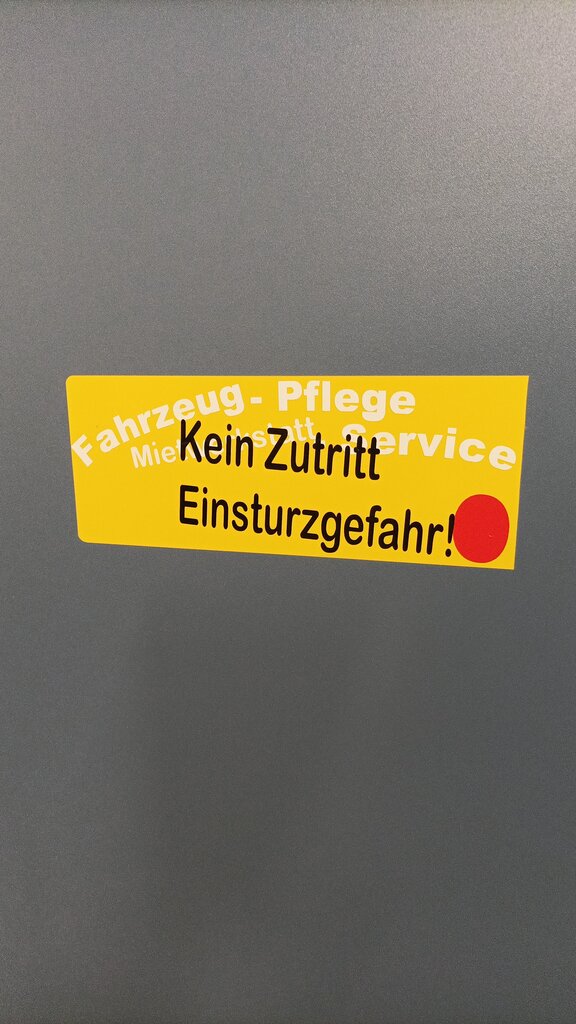 Fahrzeug - Pflege
Service
Kein Zutritt
Einsturzgefahr!